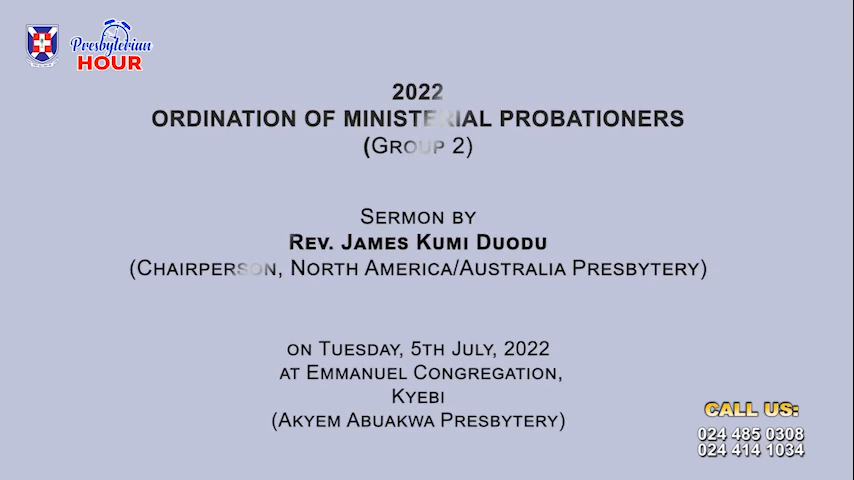 Presbyterian
HOUR
2022
ORDINATION OF MINISTERIAL PROBATIONERS
(GROUP 2)
SERMON BY
REV. JAMES KUMI DUODU
(CHAIRPERSON, NORTH AMERICA/AUSTRALIA PRESBYTERY)
ON TUESDAY, 5TH JULY, 2022
AT EMMANUEL CONGREGATION,
KYEBI
(AKYEM ABUAKWA PRESBYTERY)
CALL US:
024 485 0308
024 414 1034